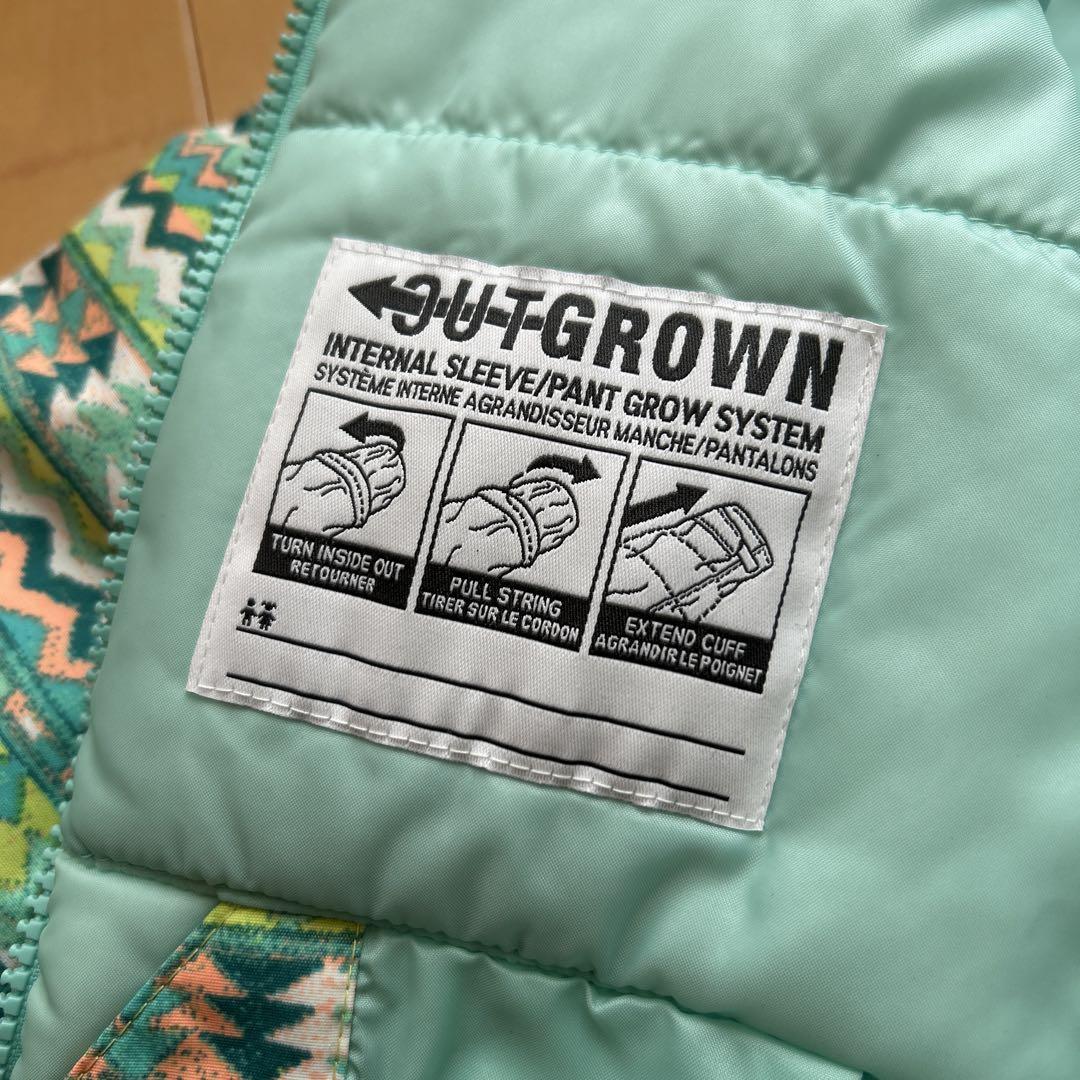 OUTGROWN
INTERNAL SLEEVE/PANT GROW SYSTEM
SYSTÈME INTERNE AGRANDISSEUR MANCHE/PANTALONS
TURN INSIDE OUT
RETOURNER
PULL STRING
TIRER SUR LE CORDON
EXTEND CUFF
AGRANDIR LE POIGNET